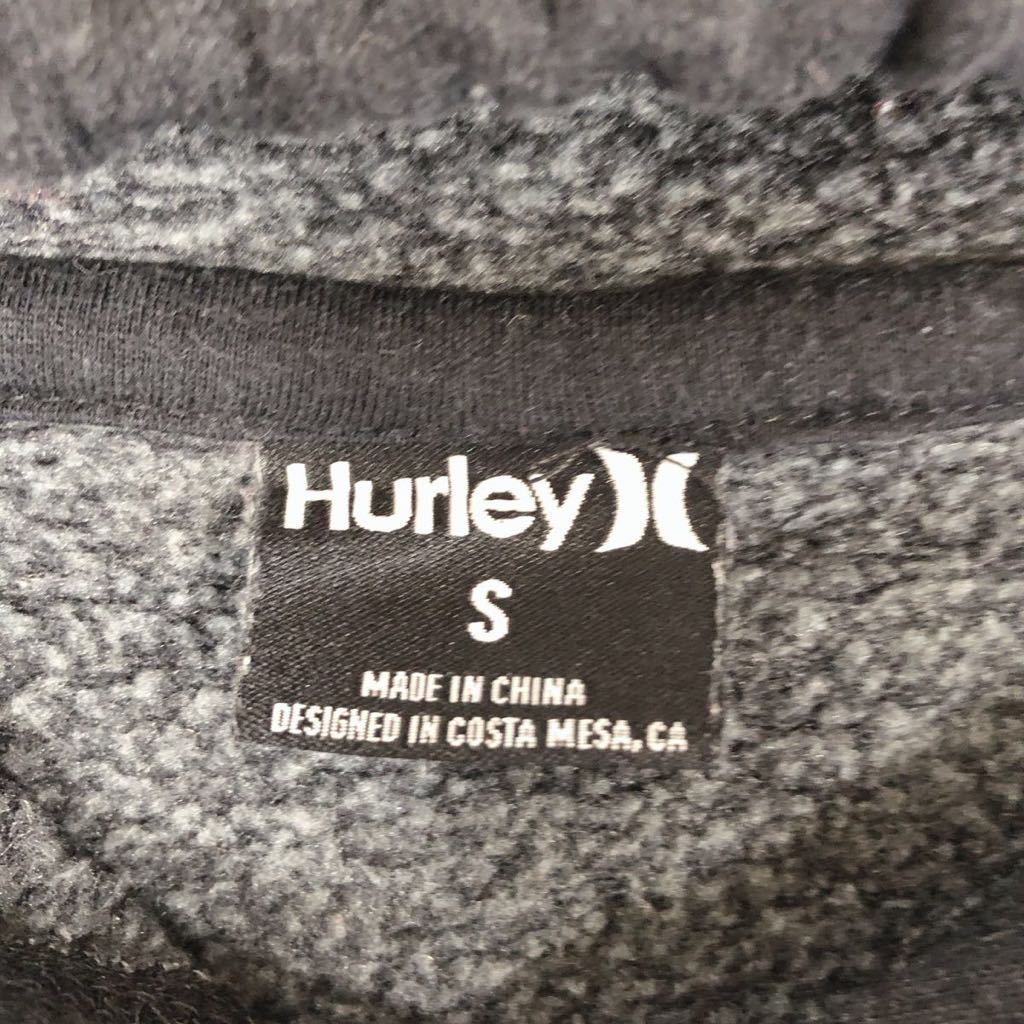 Hurley
S
MADE IN CHINA
DESIGNED IN COSTA MESA, CA